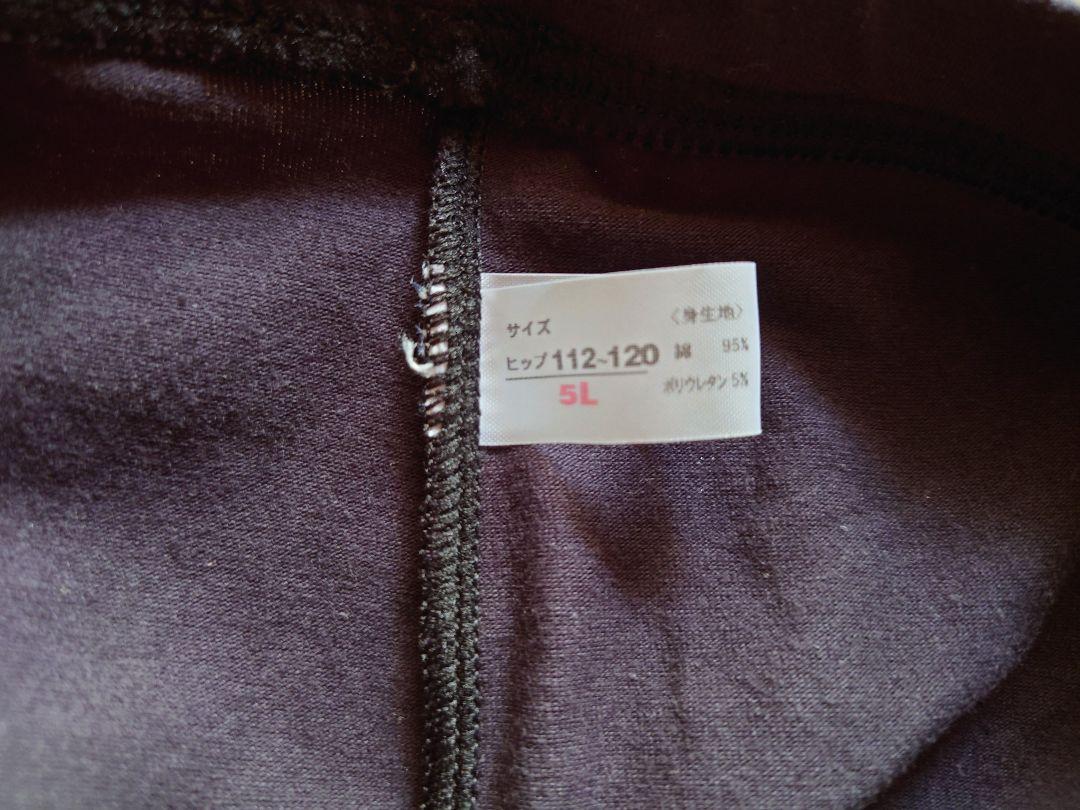 サイズ
ヒップ112~120
5L
〈身生地〉
綿 95%
ポリウレタン 5%